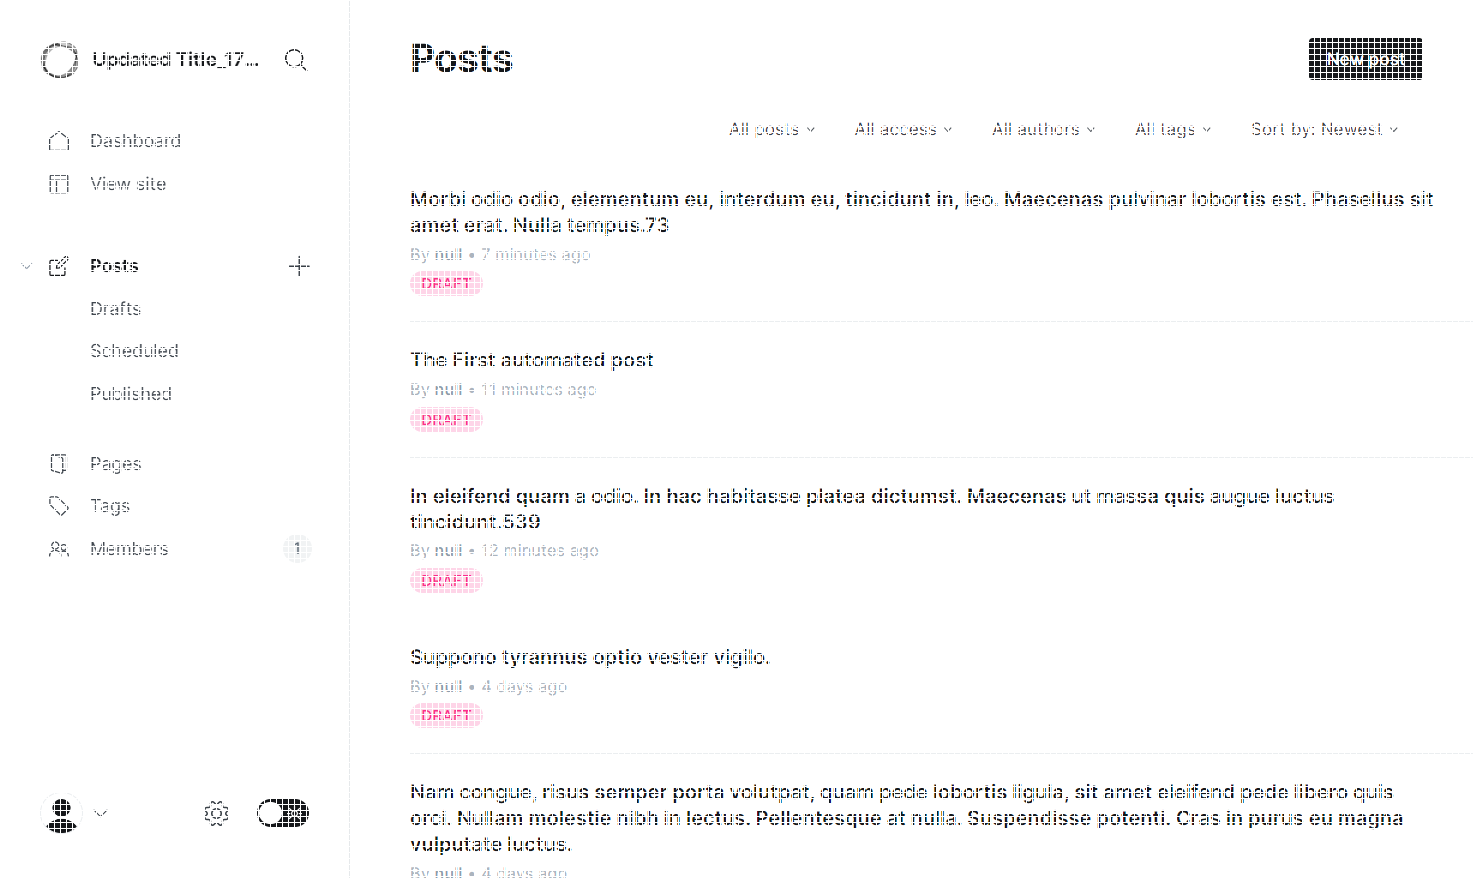 Updated Title_17...
Dashboard
View site
Posts
Drafts
Scheduled
Published
Pages
Tags
Members
1
Posts
New post
All posts
All access
All authors
All tags
Sort by: Newest
Morbi odio odio, elementum eu, interdum eu, tincidunt in, leo. Maecenas pulvinar lobortis est. Phasellus sit
amet erat. Nulla tempus.73
By null • 7 minutes ago
DRAFT
The First automated post
By null • 11 minutes ago
DRAFT
In eleifend quam a odio. In hac habitasse platea dictumst. Maecenas ut massa quis augue luctus
tincidunt.539
By null • 12 minutes ago
DRAFT
Suppono tyrannus optio vester vigilo.
By null • 4 days ago
DRAFT
Nam congue, risus semper porta volutpat, quam pede lobortis ligula, sit amet eleifend pede libero quis
orci. Nullam molestie nibh in lectus. Pellentesque at nulla. Suspendisse potenti. Cras in purus eu magna
vulputate luctus.
By null • 4 days ago